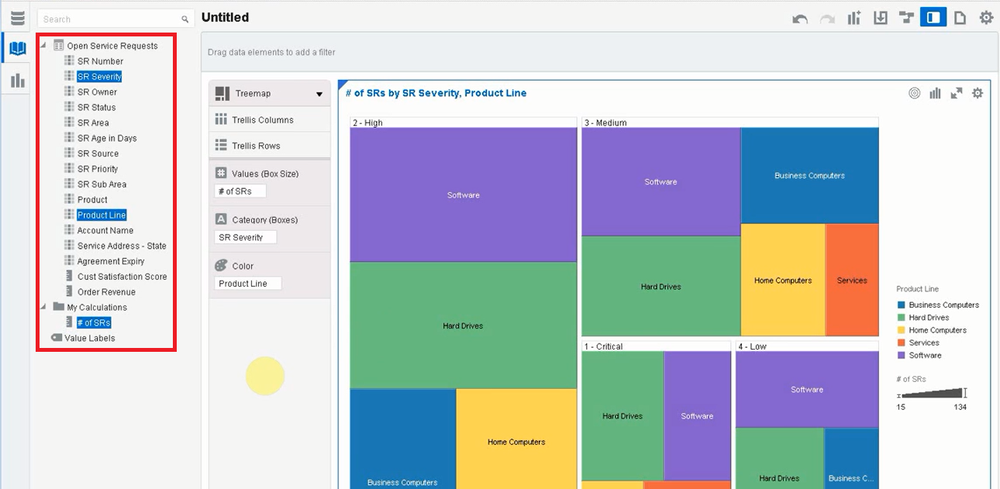 Search
Untitled
Open Service Requests
SR Number
SR Severity
SR Owner
SR Status
SR Area
SR Age in Days
SR Source
SR Priority
SR Sub Area
Product
Product Line
Account Name
Service Address - State
Agreement Expiry
Cust Satisfaction Score
Order Revenue
My Calculations
# of SRs
Value Labels
Drag data elements to add a filter
Treemap
Trellis Columns
Trellis Rows
Values (Box Size)
# of SRs
Category (Boxes)
SR Severity
Color
Product Line
# of SRs by SR Severity, Product Line
2 - High
Software
Hard Drives
Business Computers
Home Computers
3 - Medium
Software
Business Computers
Hard Drives
Home Computers
Services
1 - Critical
Hard Drives
Software
4 - Low
Software
Hard Drives
Business C...
Product Line
Business Computers
Hard Drives
Home Computers
Services
Software
# of SRs
15 134